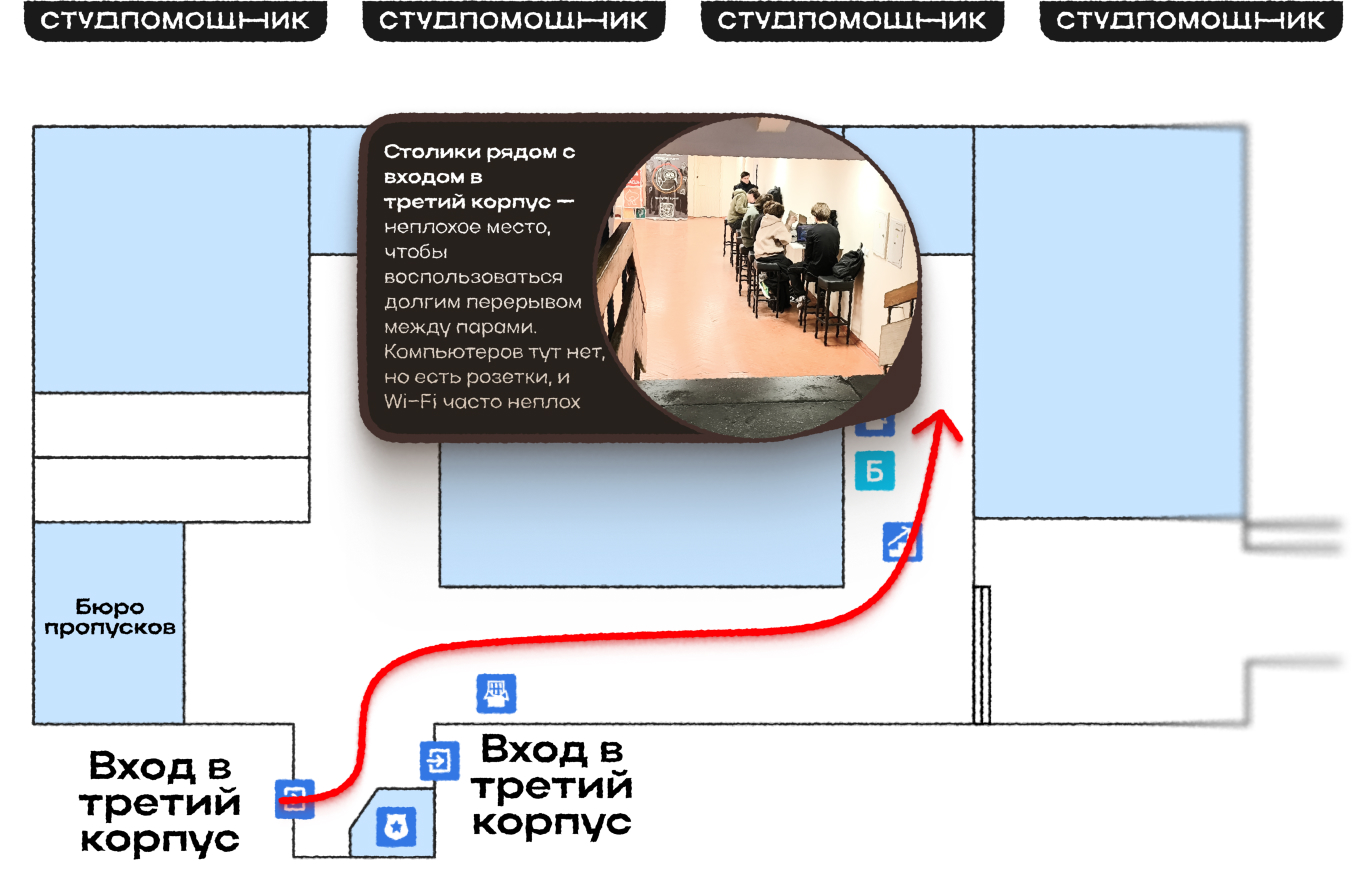 СТУДПОМОЩНИК СТУДПОМОЩНИК СТУДПОМОЩНИК СТУДПОМОЩНИК
Столики рядом с
входом в
третий корпус —
неплохое место,
чтобы
воспользоваться
долгим перерывом
между парами.
Компьютеров тут нет,
но есть розетки, и
Wi-Fi часто неплох
Б
Бюро
пропусков
Вход в
третий
корпус
Вход в
третий
корпус